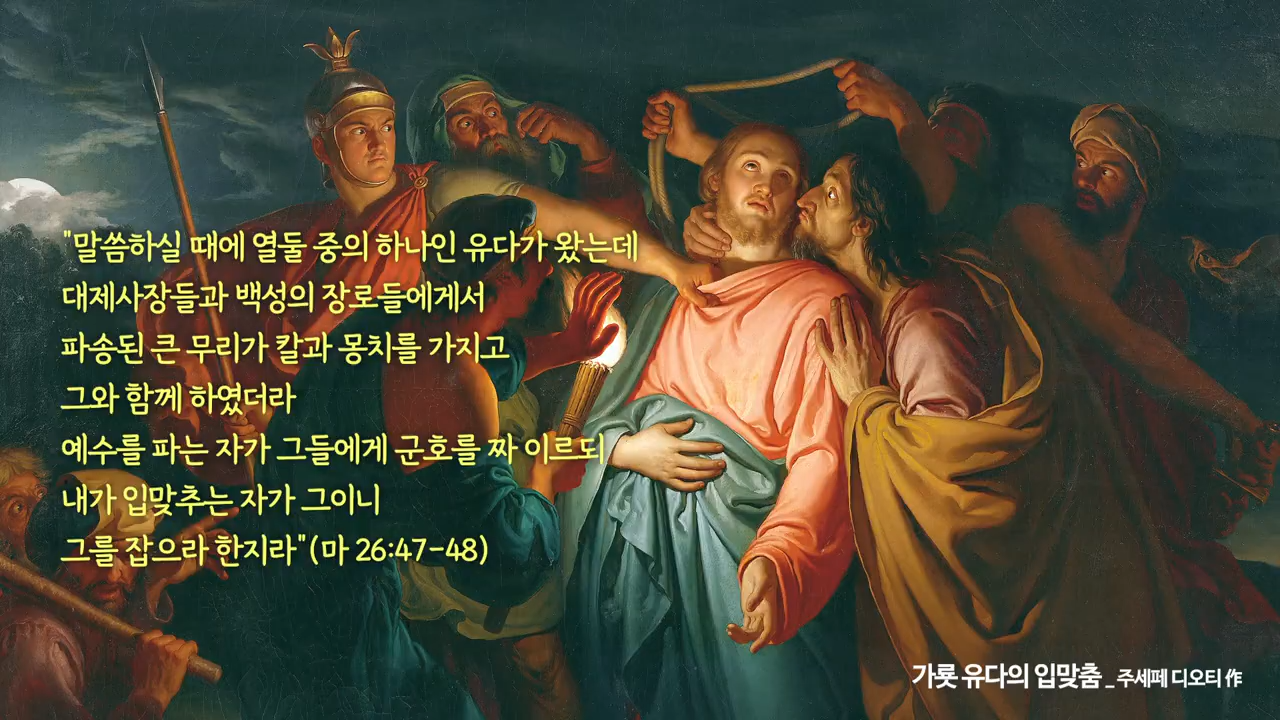 "말씀하실 때에 열둘 중의 하나인 유다가 왔는데
대제사장들과 백성의 장로들에게서
파송된 큰 무리가 칼과 몽치를 가지고
그와 함께 하였더라
예수를 파는 자가 그들에게 군호를 짜 이르되
내가 입맞추는 자가 그이니
그를 잡으라 한지라"(마 26:47-48)
가롯 유다의 입맞춤 _ 주세페 디오티 作